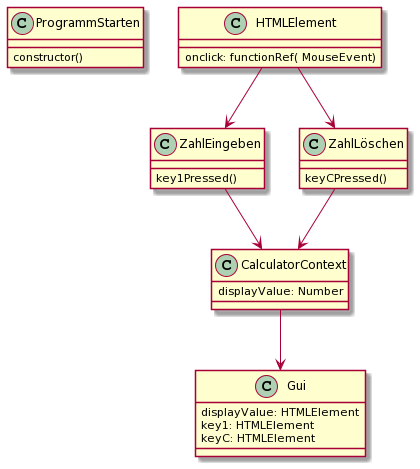 C ProgrammStarten
constructor()
C HTMLElement
onclick: functionRef( MouseEvent)
C ZahlEingeben
key1Pressed()
C ZahlLöschen
keyCPressed()
C CalculatorContext
displayValue: Number
C Gui
displayValue: HTMLElement
key1: HTMLElement
keyC: HTMLElement